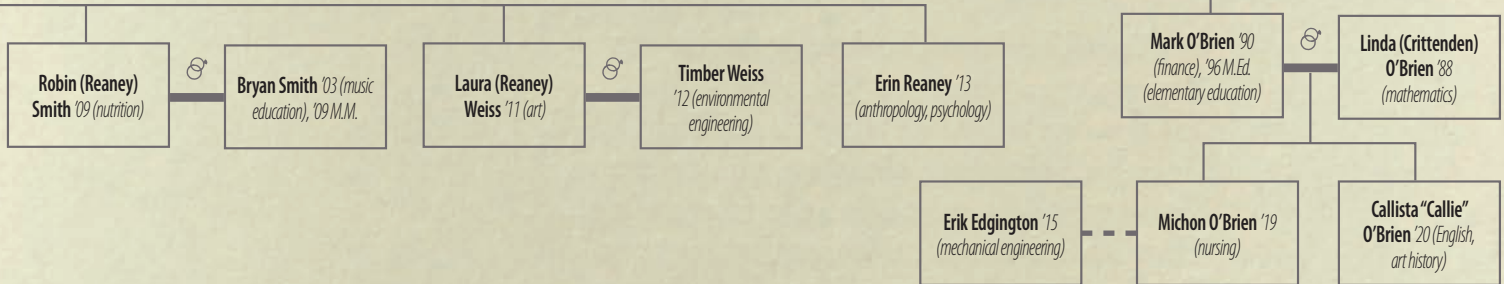 Robin (Reaney)
Smith '09 (nutrition)
Bryan Smith '03 (music
education), '09 M.M.
Laura (Reaney)
Weiss '11 (art)
Timber Weiss
'12 (environmental
engineering)
Erin Reaney '13
(anthropology, psychology)
Mark O'Brien '90
(finance), '96 M.Ed.
(elementary education)
Linda (Crittenden)
O'Brien '88
(mathematics)
Erik Edgington '15
(mechanical engineering)
Michon O'Brien '19
(nursing)
Callista "Callie"
O'Brien '20 (English,
art history)